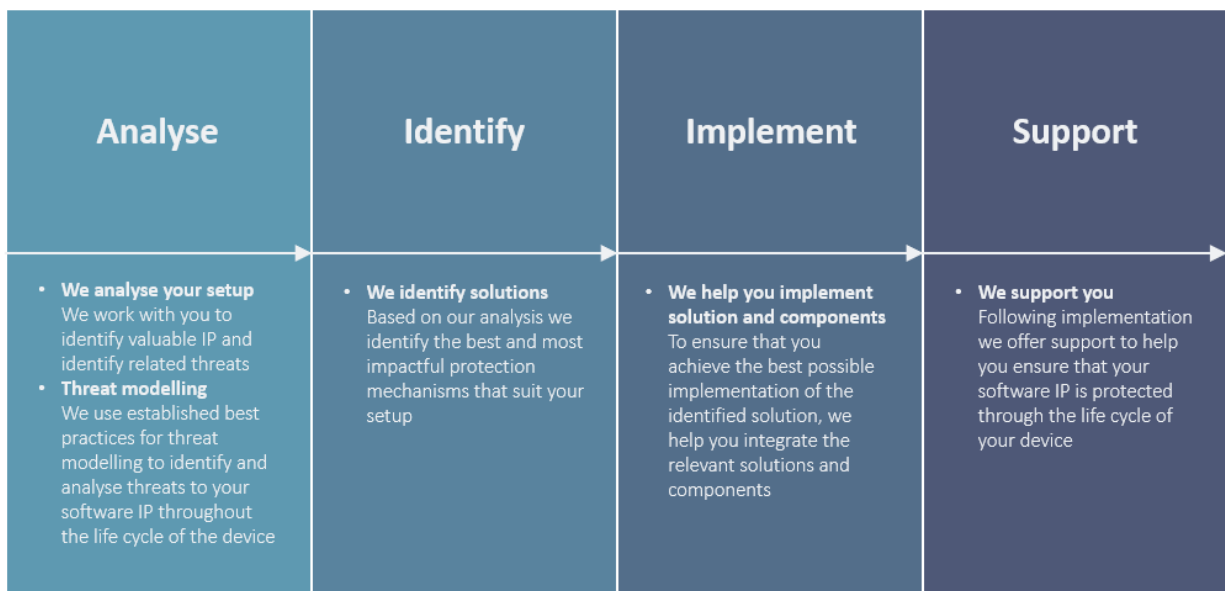 Analyse
Identify
Implement
Support
• We analyse your setup
We work with you to
identify valuable IP and
identify related threats
• Threat modelling
We use established best
practices for threat
modelling to identify and
analyse threats to your
software IP throughout
the life cycle of the device
• We identify solutions
Based on our analysis we
identify the best and most
impactful protection
mechanisms that suit your
setup
• We help you implement
solution and components
To ensure that you
achieve the best possible
implementation of the
identified solution, we
help you integrate the
relevant solutions and
components
• We support you
Following implementation
we offer support to help
you ensure that your
software IP is protected
through the life cycle of
your device